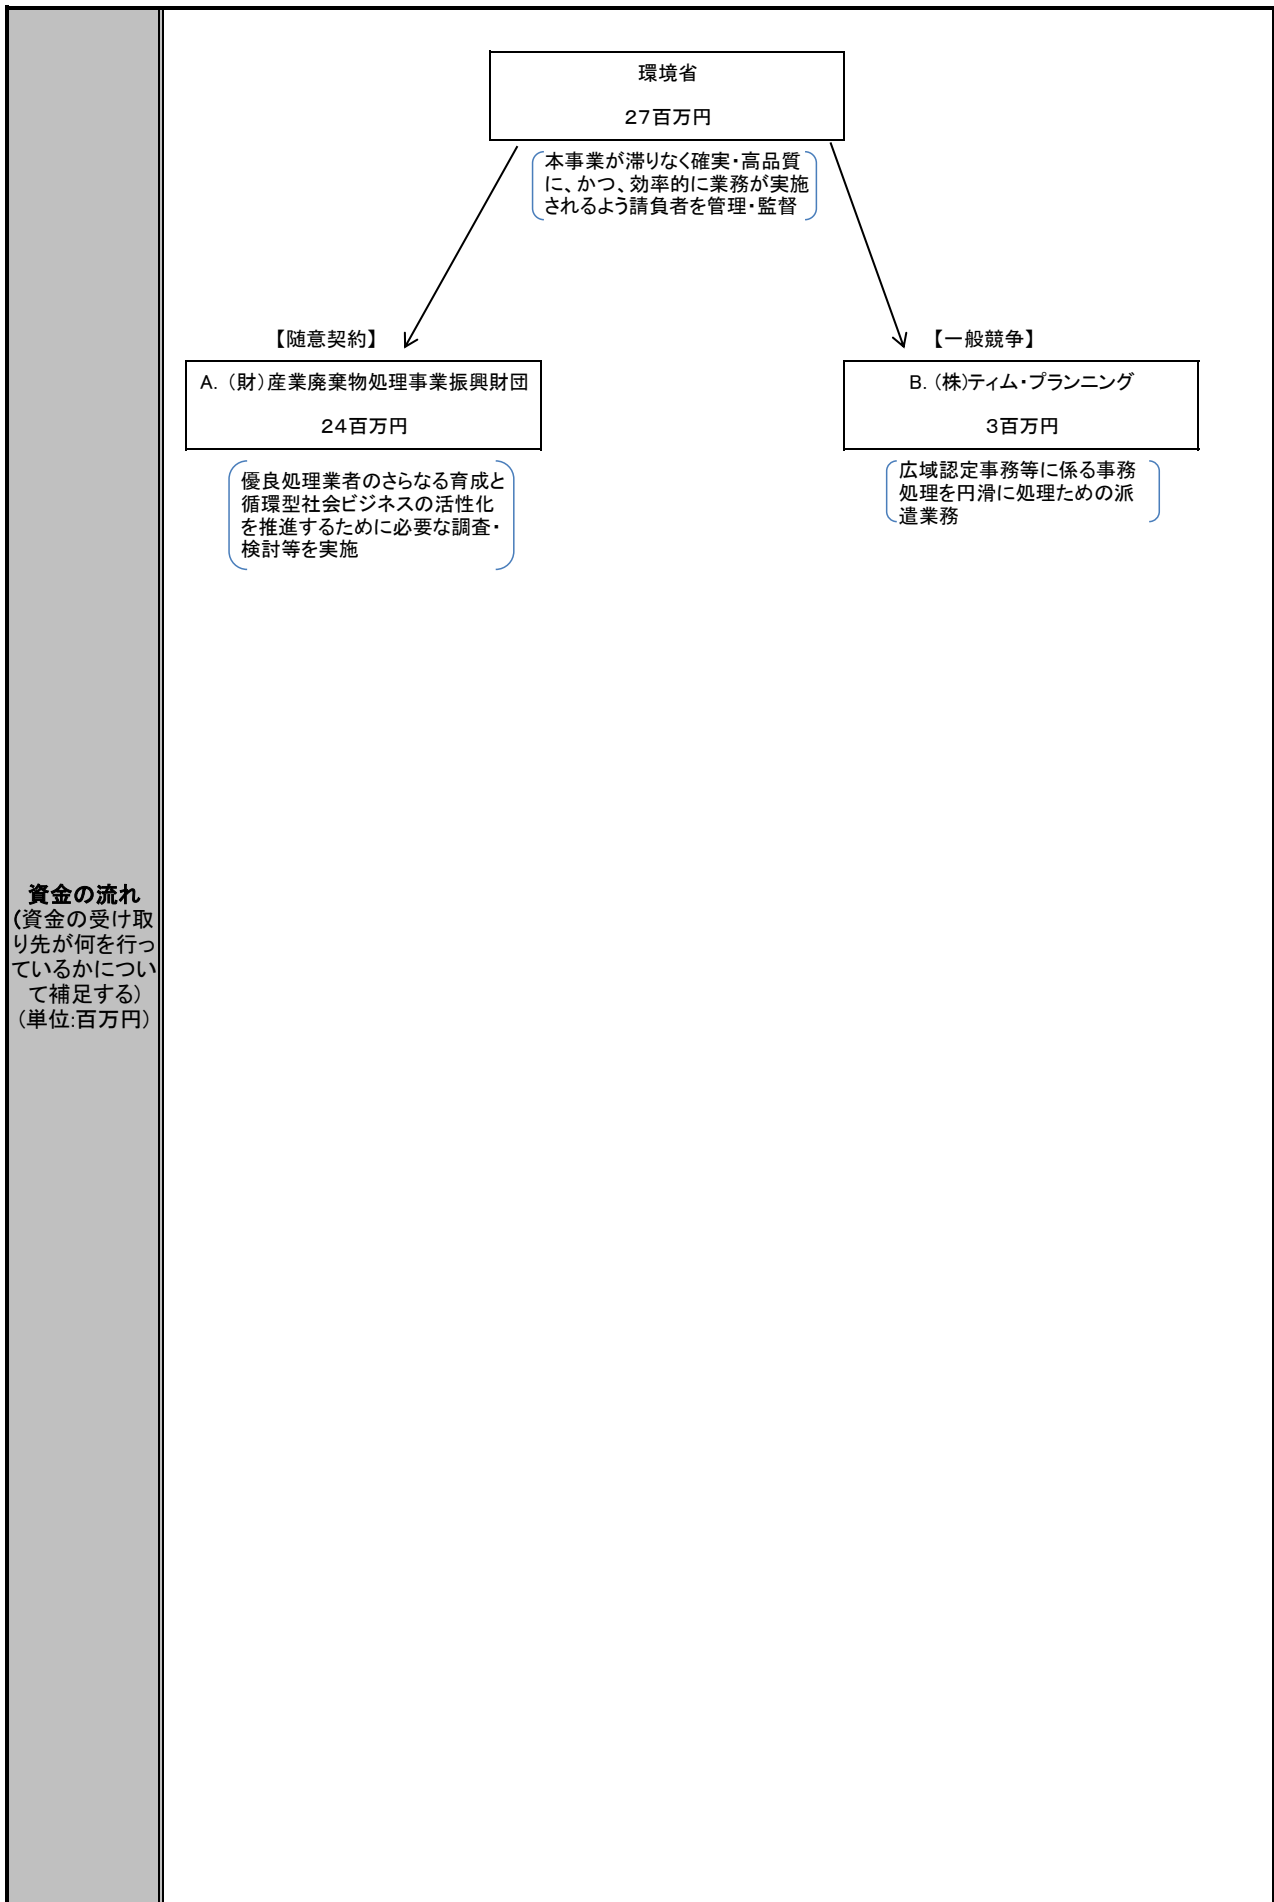 環境省
27百万円
本事業が滞りなく確実・高品質
に、かつ、効率的に業務が実施
されるよう請負者を管理・監督
【随意契約】
【一般競争】
A. （財）産業廃棄物処理事業振興財団
24百万円
B. （株）ティム・プランニング
3百万円
優良処理業者のさらなる育成と
循環型社会ビジネスの活性化
を推進するために必要な調査・
検討等を実施
広域認定事務等に係る事務
処理を円滑に処理ための派
遣業務
資金の流れ
（資金の受け取
り先が何を行っ
ているかについ
て補足する）
（単位:百万円）